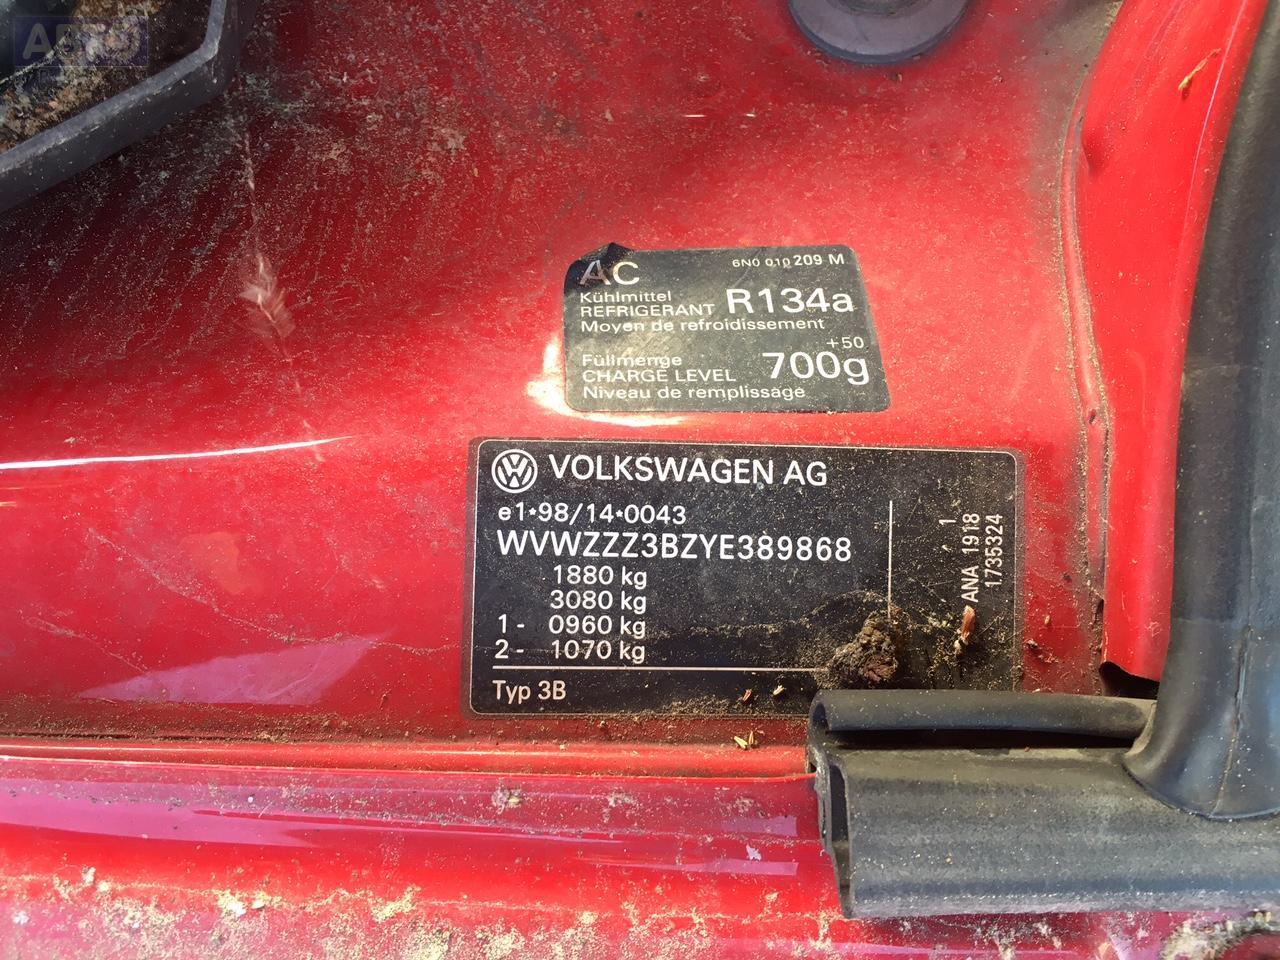 АВТО
AC 6N0 010 209 M
Kühlmittel
REFRIGERANT R134a
Moyen de refroidissement
+50
Füllmenge
CHARGE LEVEL 700g
Niveau de remplissage
VOLKSWAGEN AG
e1*98/14*0043
WVWZZZ3BZYE389868
1880 kg
3080 kg
1- 0960 kg
2- 1070 kg
Typ 3B
1
ANA 1918
1735324